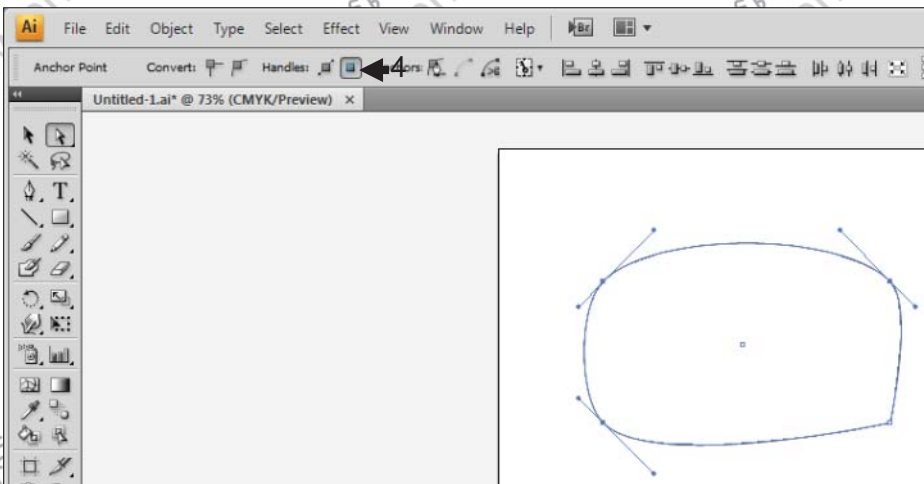 Ai File Edit Object Type Select Effect View Window Help Br
Anchor Point Convert: Handles: 4 ors:
Untitled-1.ai* @ 73% (CMYK/Preview) ×
T